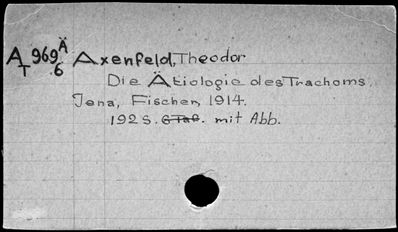 A T 969 Ä 6 Axenfeld, Theodor
Die Ätiologie des Trachoms.
Jena, Fischer, 1914.
192 S. 6 Taf. mit Abb.